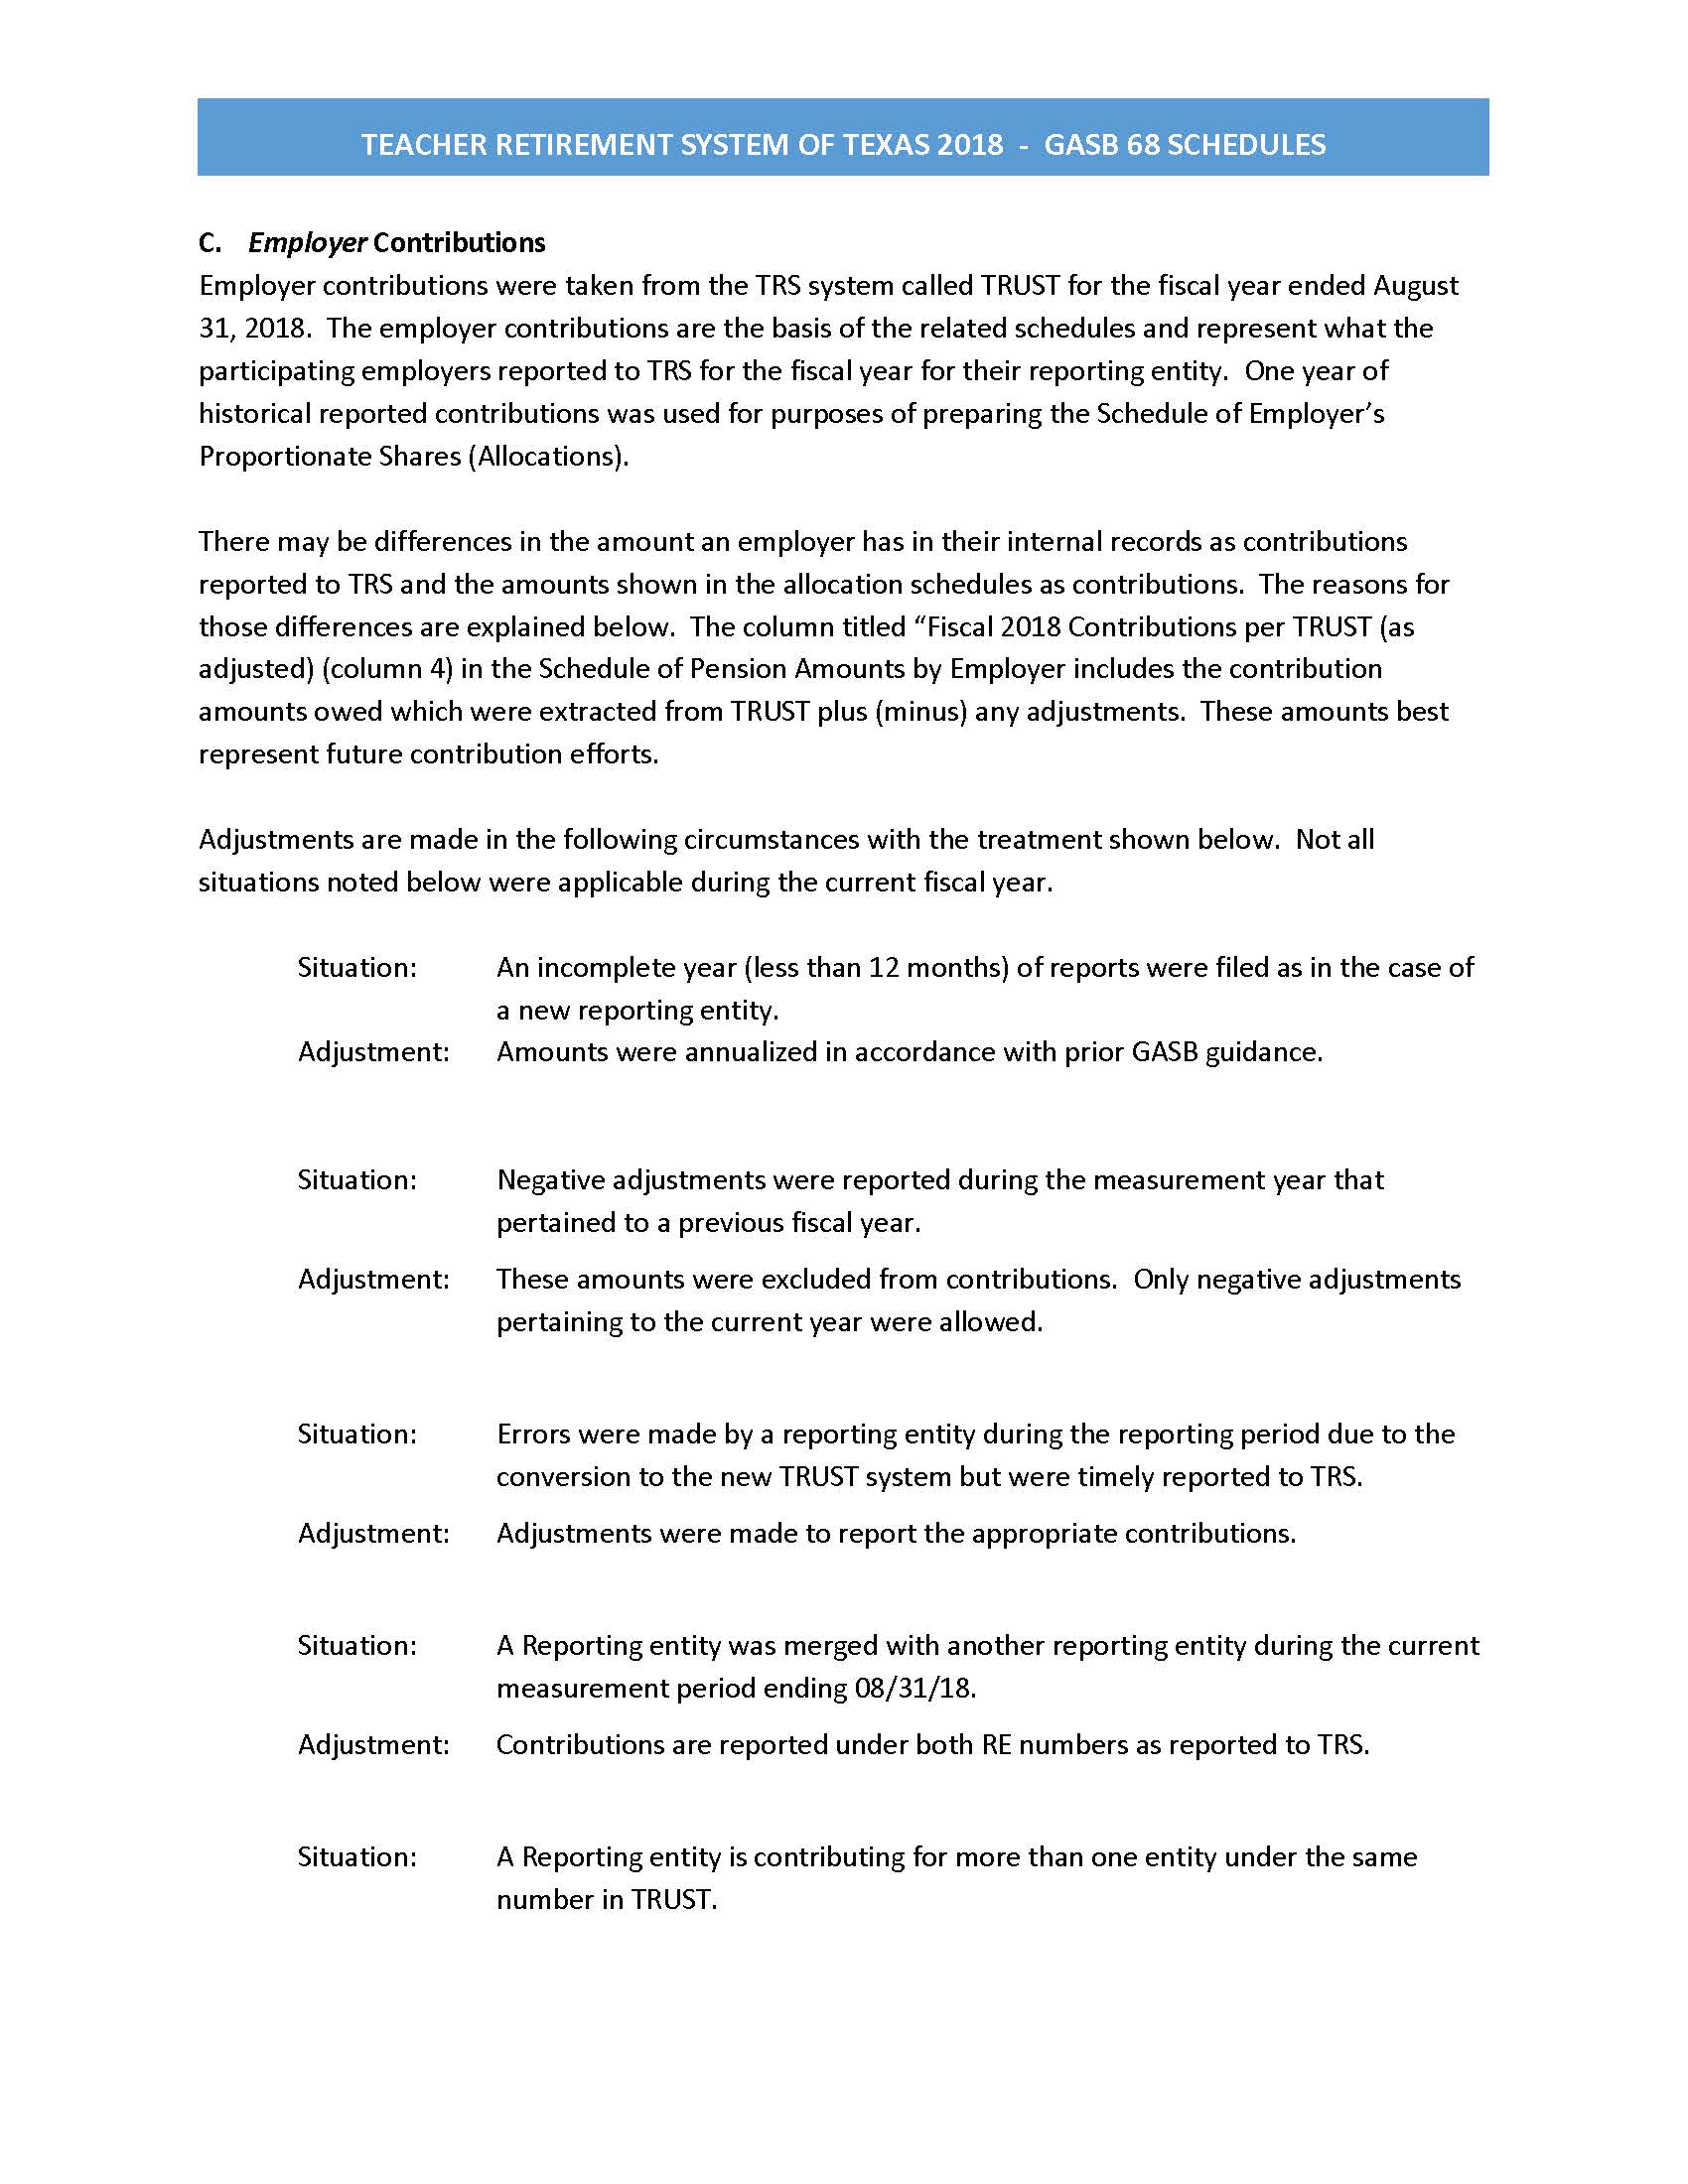 TEACHER RETIREMENT SYSTEM OF TEXAS 2018 - GASB 68 SCHEDULES
C. Employer Contributions
Employer contributions were taken from the TRS system called TRUST for the fiscal year ended August
31, 2018. The employer contributions are the basis of the related schedules and represent what the
participating employers reported to TRS for the fiscal year for their reporting entity. One year of
historical reported contributions was used for purposes of preparing the Schedule of Employer’s
Proportionate Shares (Allocations).
There may be differences in the amount an employer has in their internal records as contributions
reported to TRS and the amounts shown in the allocation schedules as contributions. The reasons for
those differences are explained below. The column titled “Fiscal 2018 Contributions per TRUST (as
adjusted) (column 4) in the Schedule of Pension Amounts by Employer includes the contribution
amounts owed which were extracted from TRUST plus (minus) any adjustments. These amounts best
represent future contribution efforts.
Adjustments are made in the following circumstances with the treatment shown below. Not all
situations noted below were applicable during the current fiscal year.
Situation: An incomplete year (less than 12 months) of reports were filed as in the case of
a new reporting entity.
Adjustment: Amounts were annualized in accordance with prior GASB guidance.
Situation: Negative adjustments were reported during the measurement year that
pertained to a previous fiscal year.
Adjustment: These amounts were excluded from contributions. Only negative adjustments
pertaining to the current year were allowed.
Situation: Errors were made by a reporting entity during the reporting period due to the
conversion to the new TRUST system but were timely reported to TRS.
Adjustment: Adjustments were made to report the appropriate contributions.
Situation: A Reporting entity was merged with another reporting entity during the current
measurement period ending 08/31/18.
Adjustment: Contributions are reported under both RE numbers as reported to TRS.
Situation: A Reporting entity is contributing for more than one entity under the same
number in TRUST.